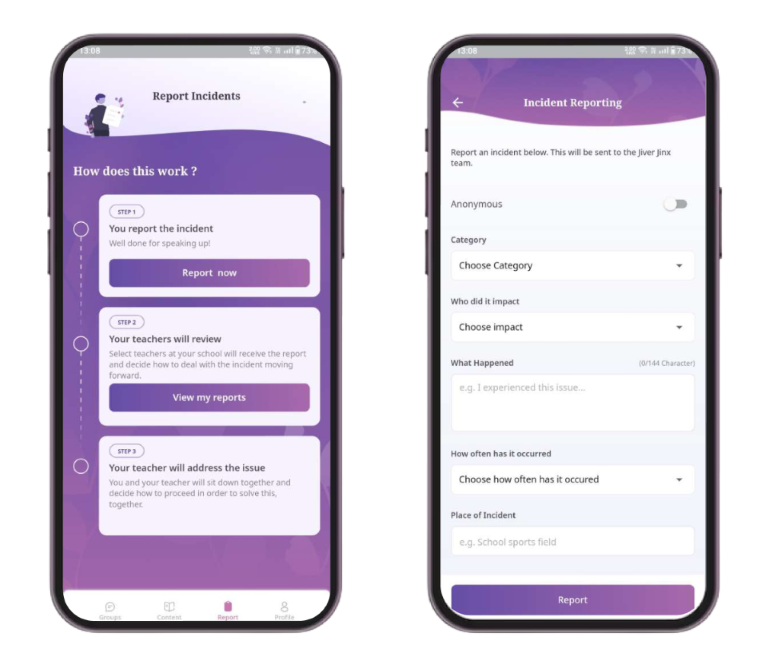 13:08
73%
Report Incidents
How does this work ?
STEP 1
You report the incident
Well done for speaking up!
Report now
STEP 2
Your teachers will review
Select teachers at your school will receive the report
and decide how to deal with the incident moving
forward.
View my reports
STEP 3
Your teacher will address the issue
You and your teacher will sit down together and
decide how to proceed in order to solve this,
together.
Groups Content Report Profile
13:08
73%
Incident Reporting
Report an incident below. This will be sent to the Jiver Jinx
team.
Anonymous
Category
Choose Category
Who did it impact
Choose impact
What Happened (0/144 Character)
e.g. I experienced this issue...
How often has it occurred
Choose how often has it occured
Place of Incident
e.g. School sports field
Report